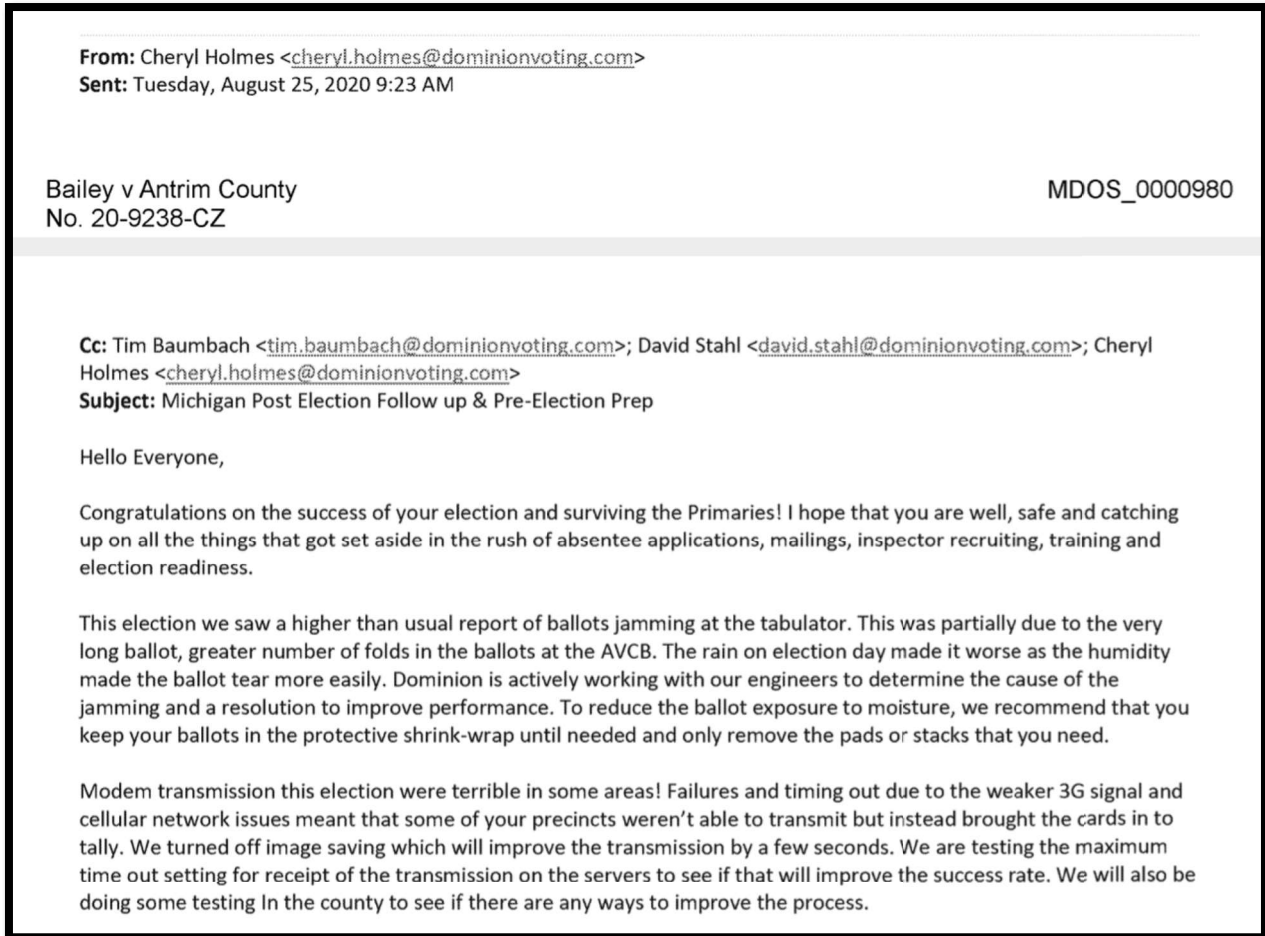 From: Cheryl Holmes <cheryl.holmes@dominionvoting.com>
Sent: Tuesday, August 25, 2020 9:23 AM
Bailey v Antrim County
No. 20-9238-CZ
MDOS_0000980
Cc: Tim Baumbach <tim.baumbach@dominionvoting.com>; David Stahl <david.stahl@dominionvoting.com>; Cheryl
Holmes <cheryl.holmes@dominionvoting.com>
Subject: Michigan Post Election Follow up & Pre-Election Prep
Hello Everyone,
Congratulations on the success of your election and surviving the Primaries! I hope that you are well, safe and catching
up on all the things that got set aside in the rush of absentee applications, mailings, inspector recruiting, training and
election readiness.
This election we saw a higher than usual report of ballots jamming at the tabulator. This was partially due to the very
long ballot, greater number of folds in the ballots at the AVCB. The rain on election day made it worse as the humidity
made the ballot tear more easily. Dominion is actively working with our engineers to determine the cause of the
jamming and a resolution to improve performance. To reduce the ballot exposure to moisture, we recommend that you
keep your ballots in the protective shrink-wrap until needed and only remove the pads or stacks that you need.
Modem transmission this election were terrible in some areas! Failures and timing out due to the weaker 3G signal and
cellular network issues meant that some of your precincts weren't able to transmit but instead brought the cards in to
tally. We turned off image saving which will improve the transmission by a few seconds. We are testing the maximum
time out setting for receipt of the transmission on the servers to see if that will improve the success rate. We will also be
doing some testing In the county to see if there are any ways to improve the process.